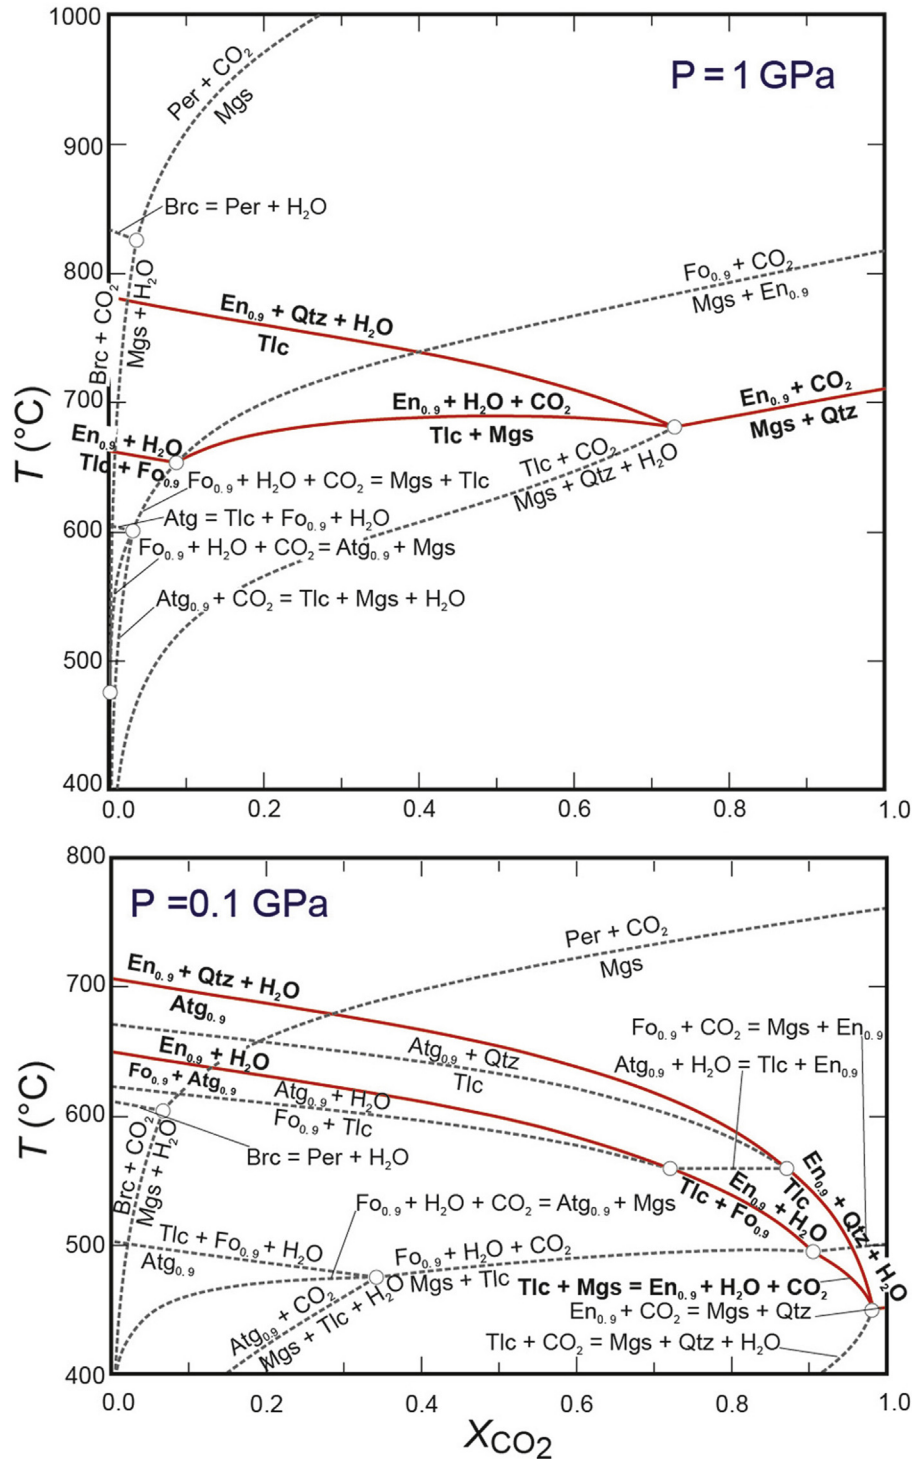 1000
P = 1 GPa
Per + CO₂
Mgs
900
Brc = Per + H₂O
800
Fo₀.₉ + CO₂
Mgs + En₀.₉
Brc + CO₂
Mgs + H₂O
En₀.₉ + Qtz + H₂O
Tlc
T (°C)
700
En₀.₉ + H₂O + CO₂
Tlc + Mgs
En₀.₉ + CO₂
Mgs + Qtz
En₀.₉ + H₂O
Tlc + Fo₀.₉
Tlc + CO₂
Mgs + Qtz + H₂O
Fo₀.₉ + H₂O + CO₂ = Mgs + Tlc
600
Atg = Tlc + Fo₀.₉ + H₂O
Fo₀.₉ + H₂O + CO₂ = Atg₀.₉ + Mgs
Atg₀.₉ + CO₂ = Tlc + Mgs + H₂O
500
400
0.0 0.2 0.4 0.6 0.8 1.0
800
P =0.1 GPa
Per + CO₂
Mgs
700
En₀.₉ + Qtz + H₂O
Atg₀.₉
Fo₀.₉ + CO₂ = Mgs + En₀.₉
Atg₀.₉ + Qtz
Tlc
Atg₀.₉ + H₂O = Tlc + En₀.₉
En₀.₉ + H₂O
Fo₀.₉ + Atg₀.₉
Atg₀.₉ + H₂O
Fo₀.₉ + Tlc
T (°C)
600
Brc = Per + H₂O
Brc + CO₂
Mgs + H₂O
En₀.₉ + Qtz + H₂O
Tlc
En₀.₉ + H₂O
Tlc + Fo₀.₉
Fo₀.₉ + H₂O + CO₂ = Atg₀.₉ + Mgs
500
Tlc + Fo₀.₉ + H₂O
Atg₀.₉
Fo₀.₉ + H₂O + CO₂
Mgs + Tlc
Tlc + Mgs = En₀.₉ + H₂O + CO₂
En₀.₉ + CO₂ = Mgs + Qtz
Atg₀.₉ + CO₂
Mgs + Tlc + H₂O
Tlc + CO₂ = Mgs + Qtz + H₂O
400
0.0 0.2 0.4 0.6 0.8 1.0
XCO₂